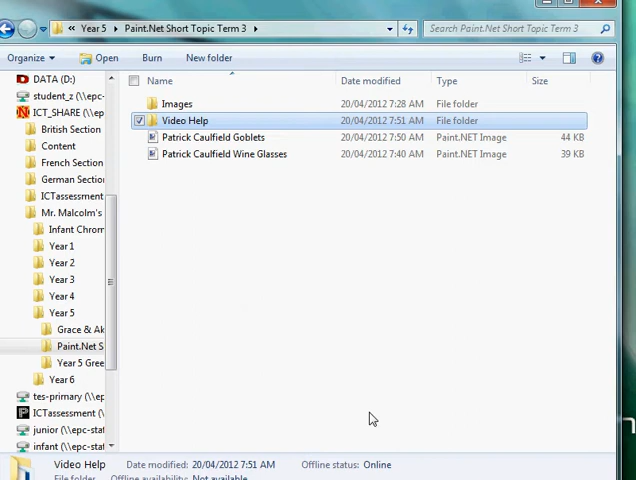 « Year 5 ▸ Paint.Net Short Topic Term 3 ▸
Search Paint.Net Short Topic Term 3
Organize Open Burn New folder
Name Date modified Type Size
DATA (D:)
student_z (\\epc-
ICT_SHARE (\\epc-
British Section
Content
French Section
German Section
ICTassessment
Mr. Malcolm's
Infant Chrom
Year 1
Year 2
Year 3
Year 4
Year 5
Grace & Ak
Paint.Net S
Year 5 Gree
Year 6
tes-primary (\\ep
ICTassessment (\\
junior (\\epc-stat
infant (\\epc-stat
Images 20/04/2012 7:28 AM File folder
Video Help 20/04/2012 7:51 AM File folder
Patrick Caulfield Goblets 20/04/2012 7:50 AM Paint.NET Image 44 KB
Patrick Caulfield Wine Glasses 20/04/2012 7:40 AM Paint.NET Image 39 KB
Video Help Date modified: 20/04/2012 7:51 AM Offline status: Online
File folder Offline availability: Not available